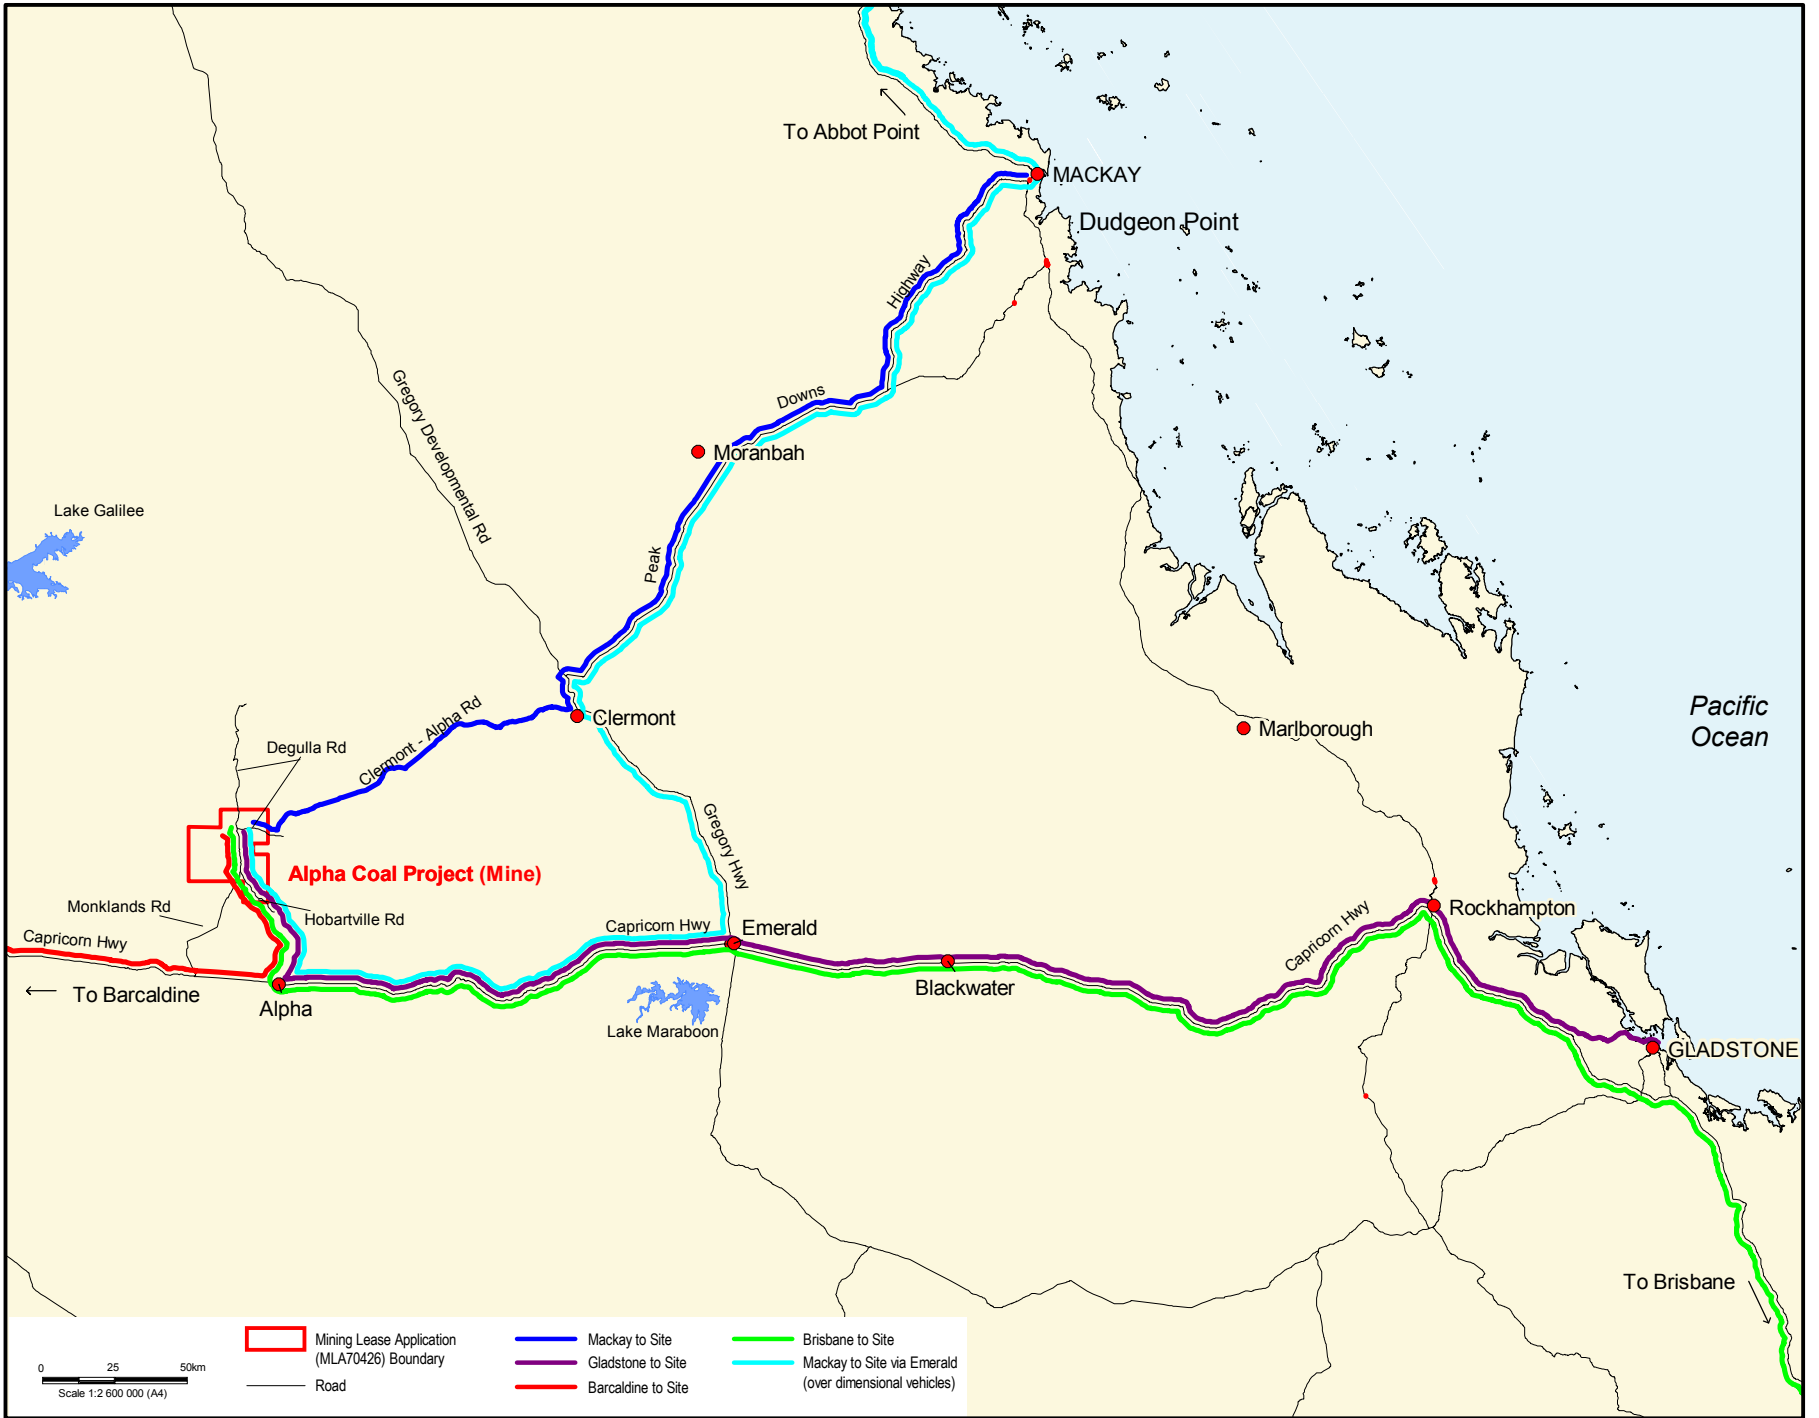 To Abbot Point
MACKAY
Dudgeon Point
Highway
Downs
Gregory Developmental Rd
Moranbah
Lake Galilee
Peak
Pacific
Ocean
Clermont - Alpha Rd
Clermont
Marlborough
Degulla Rd
Gregory Hwy
Alpha Coal Project (Mine)
Monklands Rd
Hobartville Rd
Capricorn Hwy
Capricorn Hwy
Emerald
Capricorn Hwy
Rockhampton
To Barcaldine
Alpha
Blackwater
Lake Maraboon
GLADSTONE
To Brisbane
0 25 50km
Scale 1:2 600 000 (A4)
Mining Lease Application
(MLA70426) Boundary
Road
Mackay to Site
Gladstone to Site
Barcaldine to Site
Brisbane to Site
Mackay to Site via Emerald
(over dimensional vehicles)